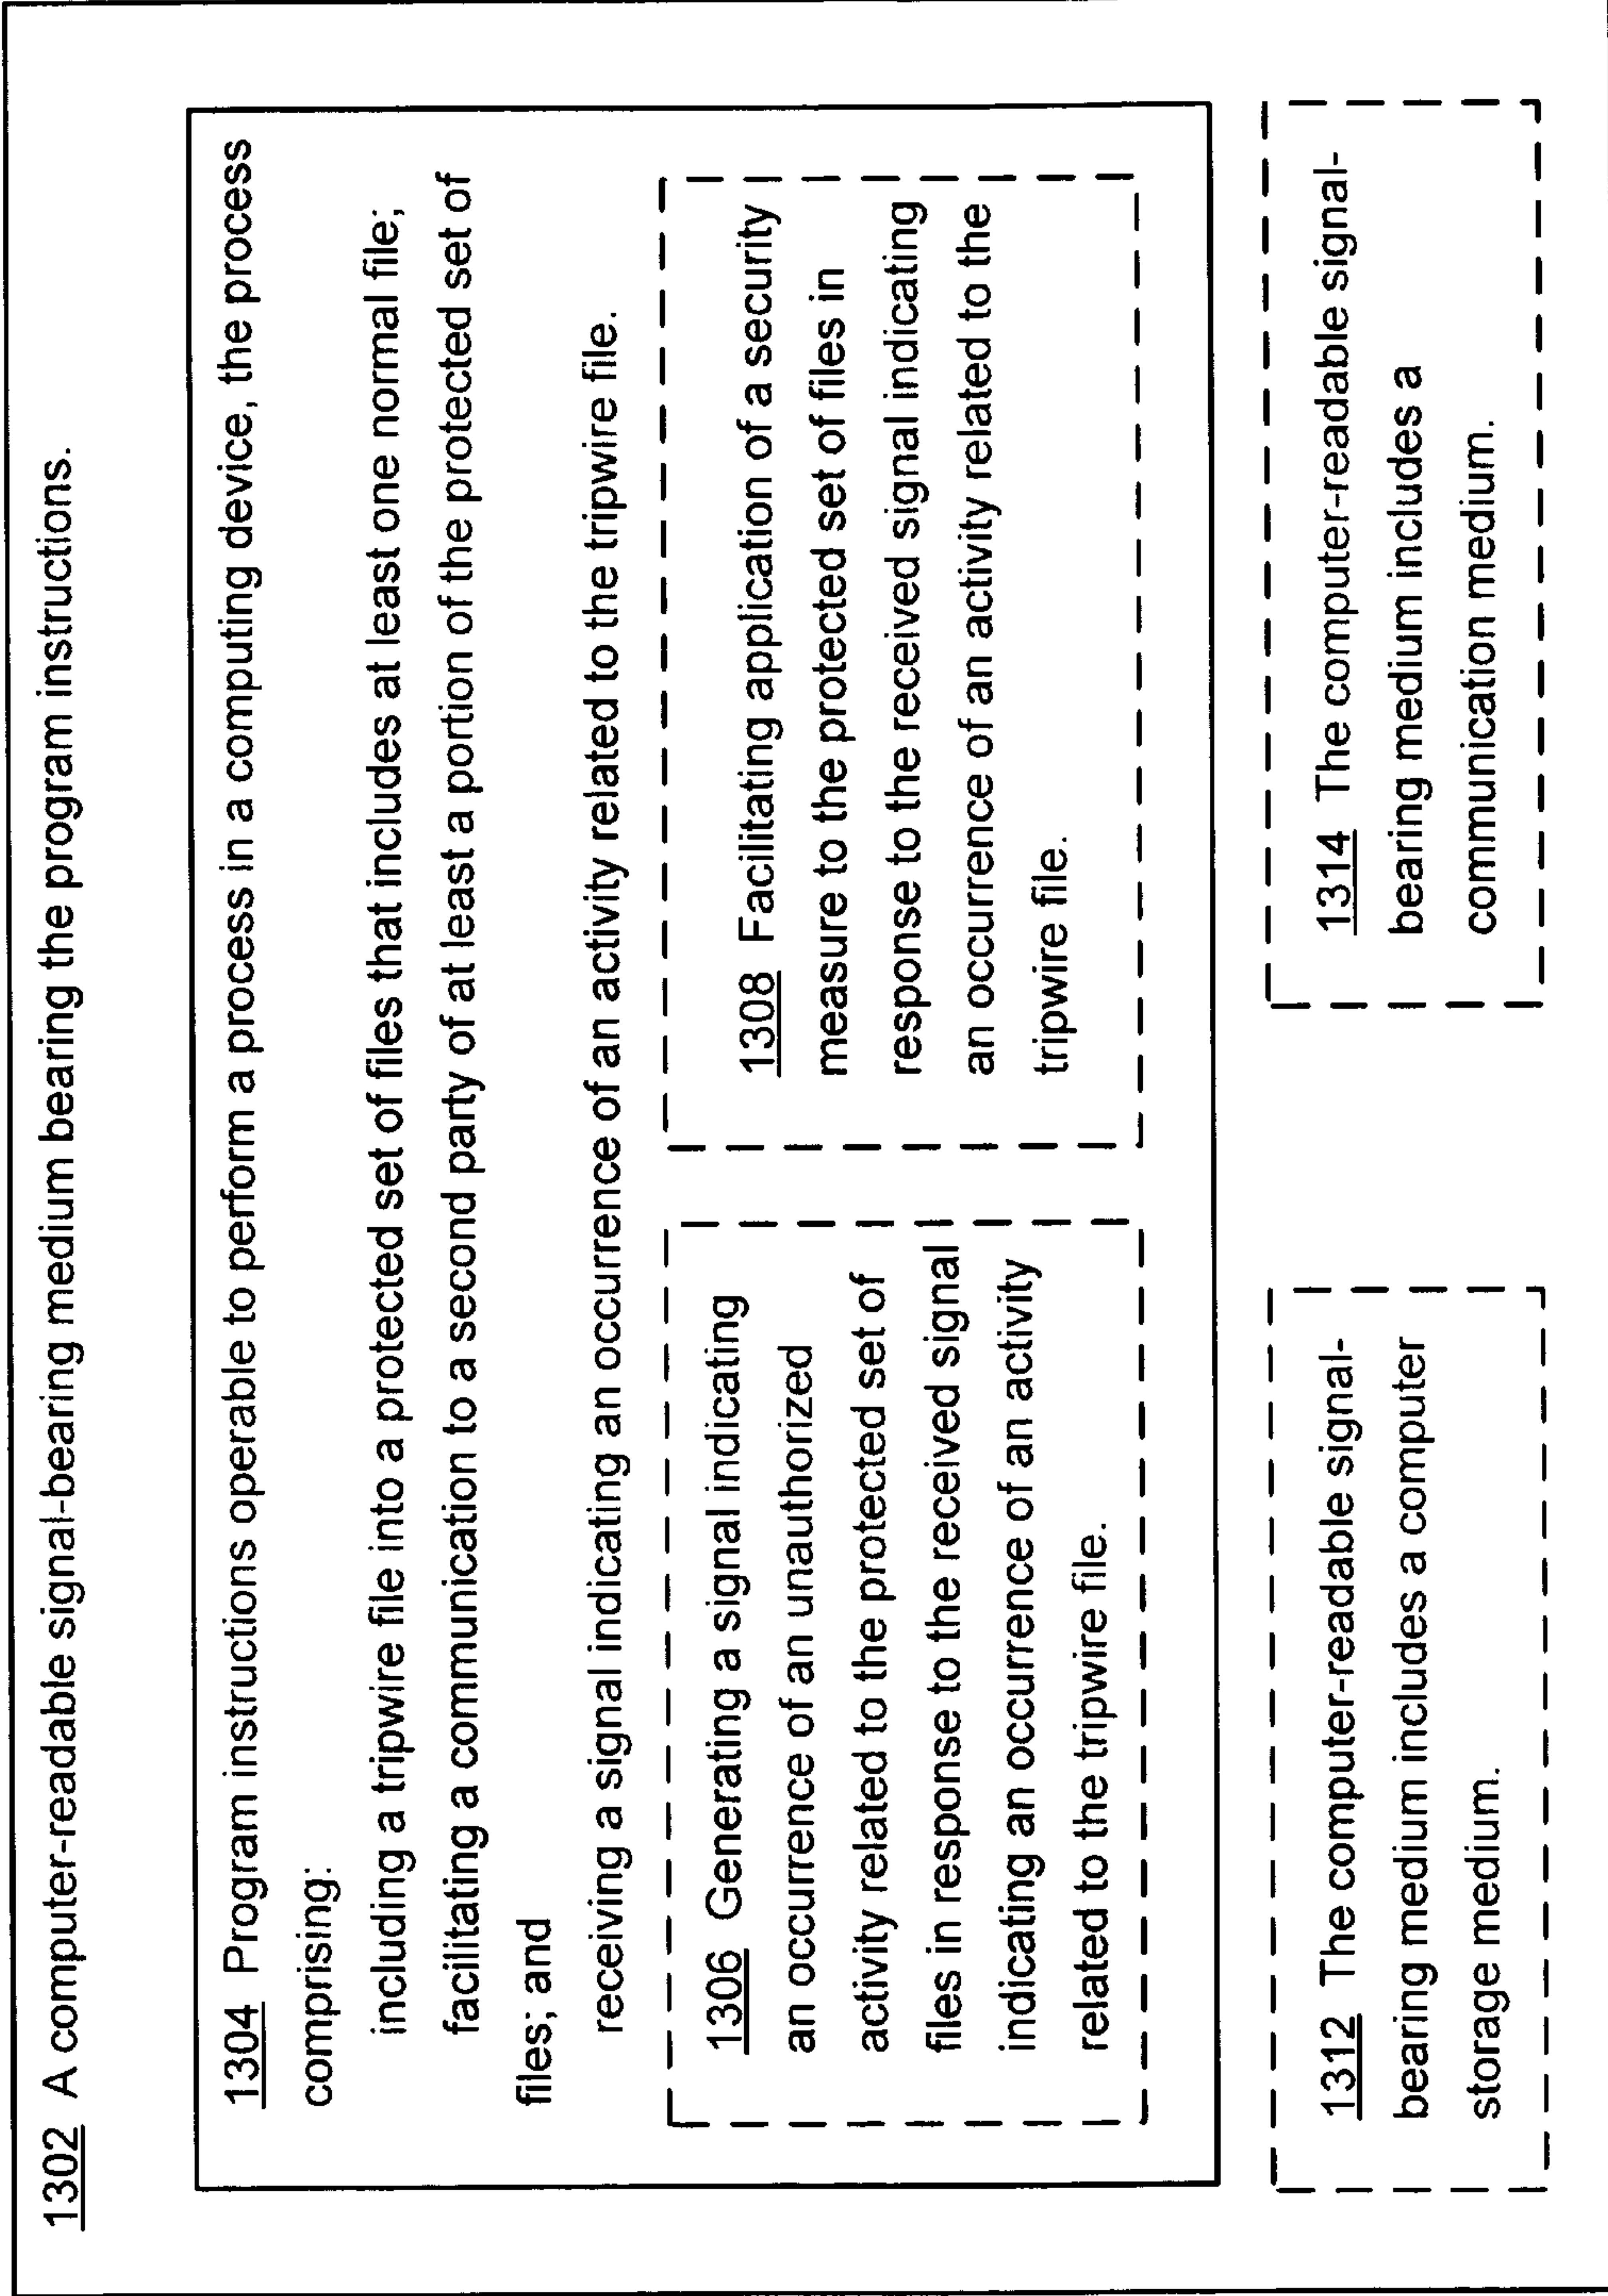 1302 A computer-readable signal-bearing medium bearing the program instructions.
1304 Program instructions operable to perform a process in a computing device, the process
comprising:
including a tripwire file into a protected set of files that includes at least one normal file;
facilitating a communication to a second party of at least a portion of the protected set of
files; and
receiving a signal indicating an occurrence of an activity related to the tripwire file.
1306 Generating a signal indicating
an occurrence of an unauthorized
activity related to the protected set of
files in response to the received signal
indicating an occurrence of an activity
related to the tripwire file.
1308 Facilitating application of a security
measure to the protected set of files in
response to the received signal indicating
an occurrence of an activity related to the
tripwire file.
1312 The computer-readable signal-
bearing medium includes a computer
storage medium.
1314 The computer-readable signal-
bearing medium includes a
communication medium.